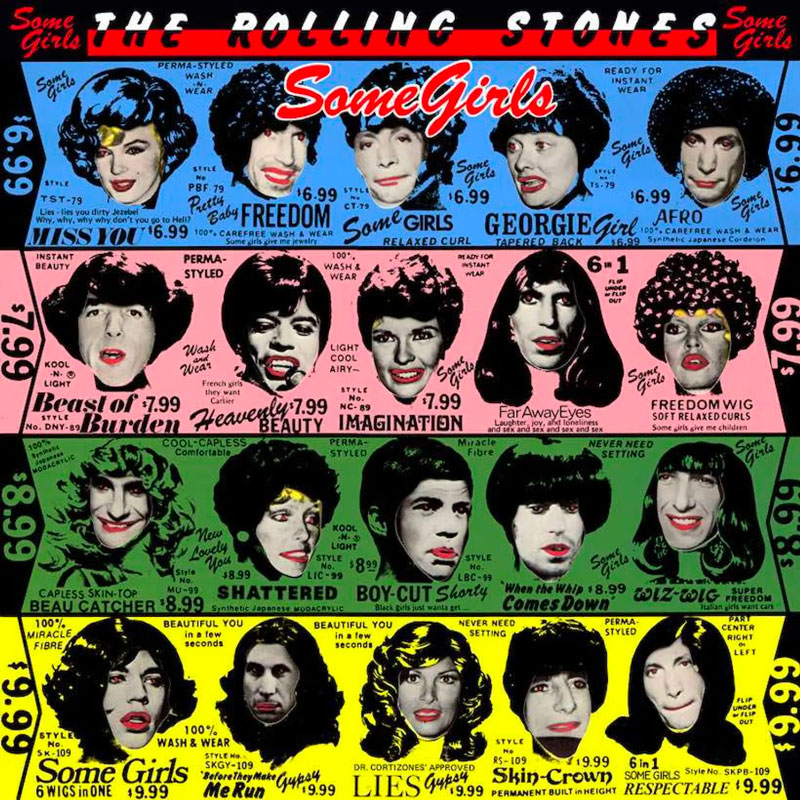 Some Girls
THE ROLLING STONES
Some Girls
Some Girls
$6.99
Some Girls
PERMA-STYLED
WASH
-N-
WEAR
READY FOR
INSTANT
WEAR
$6.99
STYLE
TST-79
Lies - lies you dirty Jezebel
Why, why, why why don't you go to Hell?
MISS YOU $6.99
STYLE
No
PBF 79
Pretty
Baby FREEDOM
$6.99
100% CAREFREE WASH & WEAR
Some girls give me jewelry
STYLE
No
CT-79
Some Girls
$6.99
Some GIRLS
RELAXED CURL
STYLE
No
TS-79
GEORGIE Girl
TAPERED BACK $6.99
Some Girls
$6.99
AFRO
Some Girls
100% CAREFREE WASH & WEAR
Synthetic Japanese Cordelon
$7.99
INSTANT
BEAUTY
PERMA-
STYLED
100%
WASH &
WEAR
READY FOR
INSTANT
WEAR
6 IN 1
FLIP
UNDER
or FLIP
OUT
$7.99
KOOL
-N- ®
LIGHT
Beast of $7.99
STYLE
No. DNY-89 Burden
Wash
and
Wear
French girls
they want
Cartier
Heavenly $7.99
BEAUTY
LIGHT
COOL
AIRY-
STYLE
No.
NC-89
Some Girls
$7.99
IMAGINATION
Far Away Eyes
Laughter, joy, and loneliness
and sex and sex and sex and sex
Some Girls
FREEDOM WIG
SOFT RELAXED CURLS
Some girls give me children
$8.99
100%
Synthetic
Japanese
MODACRYLIC
COOL-CAPLESS
Comfortable
PERMA-
STYLED
Miracle
Fibre
NEVER NEED
SETTING
Some Girls
$8.99
CAPLESS SKIN-TOP
BEAU CATCHER $8.99
Style
No.
MU-99
New
Lovely
You
$8.99
KOOL
-N- ®
LIGHT
STYLE
No.
LIC-99
SHATTERED
Synthetic Japanese MODACRYLIC
$8.99
STYLE
No.
LBC-99
BOY-CUT Shorty
Black girls just wanta get ...
"When the Whip $8.99
Comes Down"
Some Girls
WIZ-WIG SUPER
FREEDOM
Italian girls want cars
$9.99
100%
MIRACLE
FIBRE
BEAUTIFUL YOU
in a few
seconds
BEAUTIFUL YOU
in a few
seconds
NEVER NEED
SETTING
PERMA-
STYLED
PART
CENTER
RIGHT
or
LEFT
$9.99
STYLE
No.
SK-109
Some Girls
6 WIGS in ONE $9.99
100%
WASH & WEAR
STYLE No.
SKGY-109
"Before They Make Gypsy
Me Run $9.99
DR. CORTIZONES' APPROVED
LIES Gypsy
$9.99
STYLE
No
RS-109
$9.99
Skin-Crown
PERMANENT BUILT in HEIGHT
FLIP
UNDER
or FLIP
OUT
6 in 1
SOME GIRLS Style No. SKPB-109
RESPECTABLE $9.99